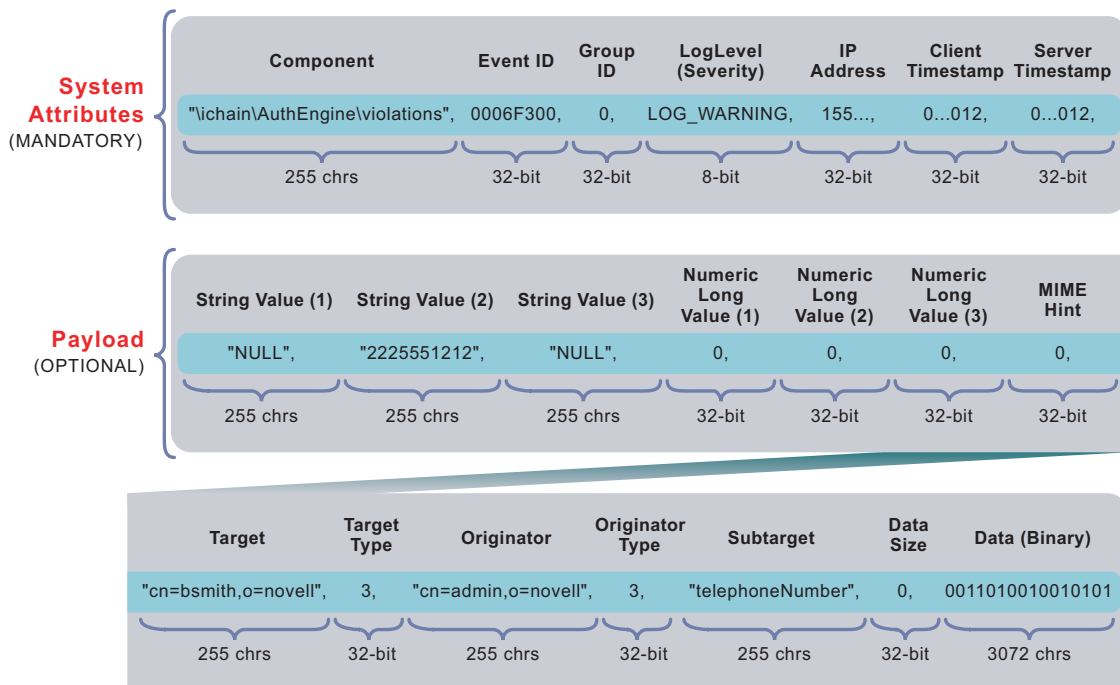 System
Attributes
(MANDATORY)
Component
Event ID
Group
ID
LogLevel
(Severity)
IP
Address
Client
Timestamp
Server
Timestamp
"\ichain\AuthEngine\violations", 0006F300, 0, LOG_WARNING, 155..., 0...012, 0...012,
255 chrs 32-bit 32-bit 8-bit 32-bit 32-bit 32-bit
Payload
(OPTIONAL)
String Value (1)
String Value (2)
String Value (3)
Numeric
Long
Value (1)
Numeric
Long
Value (2)
Numeric
Long
Value (3)
MIME
Hint
"NULL", "2225551212", "NULL", 0, 0, 0, 0,
255 chrs 255 chrs 255 chrs 32-bit 32-bit 32-bit 32-bit
Target
Target
Type
Originator
Originator
Type
Subtarget
Data
Size
Data (Binary)
"cn=bsmith,o=novell", 3, "cn=admin,o=novell", 3, "telephoneNumber", 0, 0011010010010101
255 chrs 32-bit 255 chrs 32-bit 255 chrs 32-bit 3072 chrs